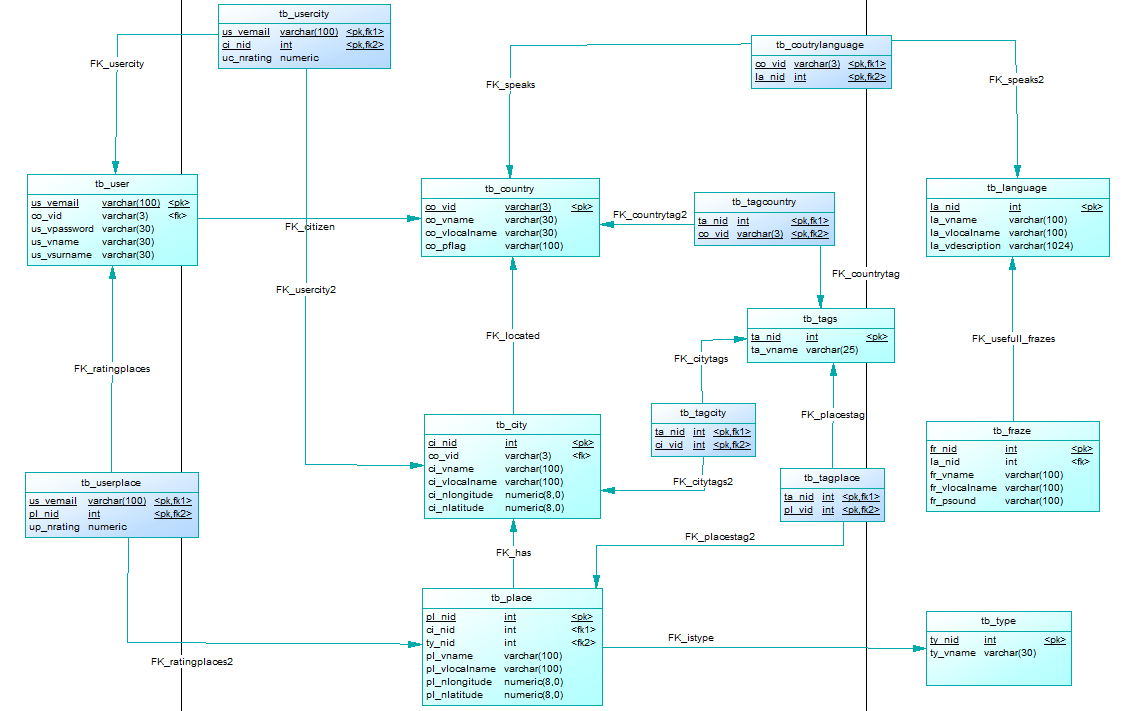 tb_usercity
us_vemail varchar(100) <pk,fk1>
ci_nid int <pk,fk2>
uc_nrating numeric
tb_coutrylanguage
co_vid varchar(3) <pk,fk1>
la_nid int <pk,fk2>
FK_usercity
FK_speaks
FK_speaks2
tb_user
us_vemail varchar(100) <pk>
co_vid varchar(3) <fk>
us_vpassword varchar(30)
us_vname varchar(30)
us_vsurname varchar(30)
FK_citizen
tb_country
co_vid varchar(3) <pk>
co_vname varchar(30)
co_vlocalname varchar(30)
co_pflag varchar(100)
FK_countrytag2
tb_tagcountry
ta_nid int <pk,fk1>
co_vid varchar(3) <pk,fk2>
tb_language
la_nid int <pk>
la_vname varchar(100)
la_vlocalname varchar(100)
la_vdescription varchar(1024)
FK_countrytag
FK_usercity2
FK_located
tb_tags
ta_nid int <pk>
ta_vname varchar(25)
FK_usefull_frazes
FK_citytags
FK_ratingplaces
tb_tagcity
ta_nid int <pk,fk1>
ci_vid int <pk,fk2>
FK_placestag
tb_city
ci_nid int <pk>
co_vid varchar(3) <fk>
ci_vname varchar(100)
ci_vlocalname varchar(100)
ci_nlongitude numeric(8,0)
ci_nlatitude numeric(8,0)
tb_fraze
fr_nid int <pk>
la_nid int <fk>
fr_vname varchar(100)
fr_vlocalname varchar(100)
fr_psound varchar(100)
FK_citytags2
tb_userplace
us_vemail varchar(100) <pk,fk1>
pl_nid int <pk,fk2>
up_nrating numeric
tb_tagplace
ta_nid int <pk,fk1>
pl_vid int <pk,fk2>
FK_placestag2
FK_has
tb_place
pl_nid int <pk>
ci_nid int <fk1>
ty_nid int <fk2>
pl_vname varchar(100)
pl_vlocalname varchar(100)
pl_nlongitude numeric(8,0)
pl_nlatitude numeric(8,0)
FK_istype
tb_type
ty_nid int <pk>
ty_vname varchar(30)
FK_ratingplaces2